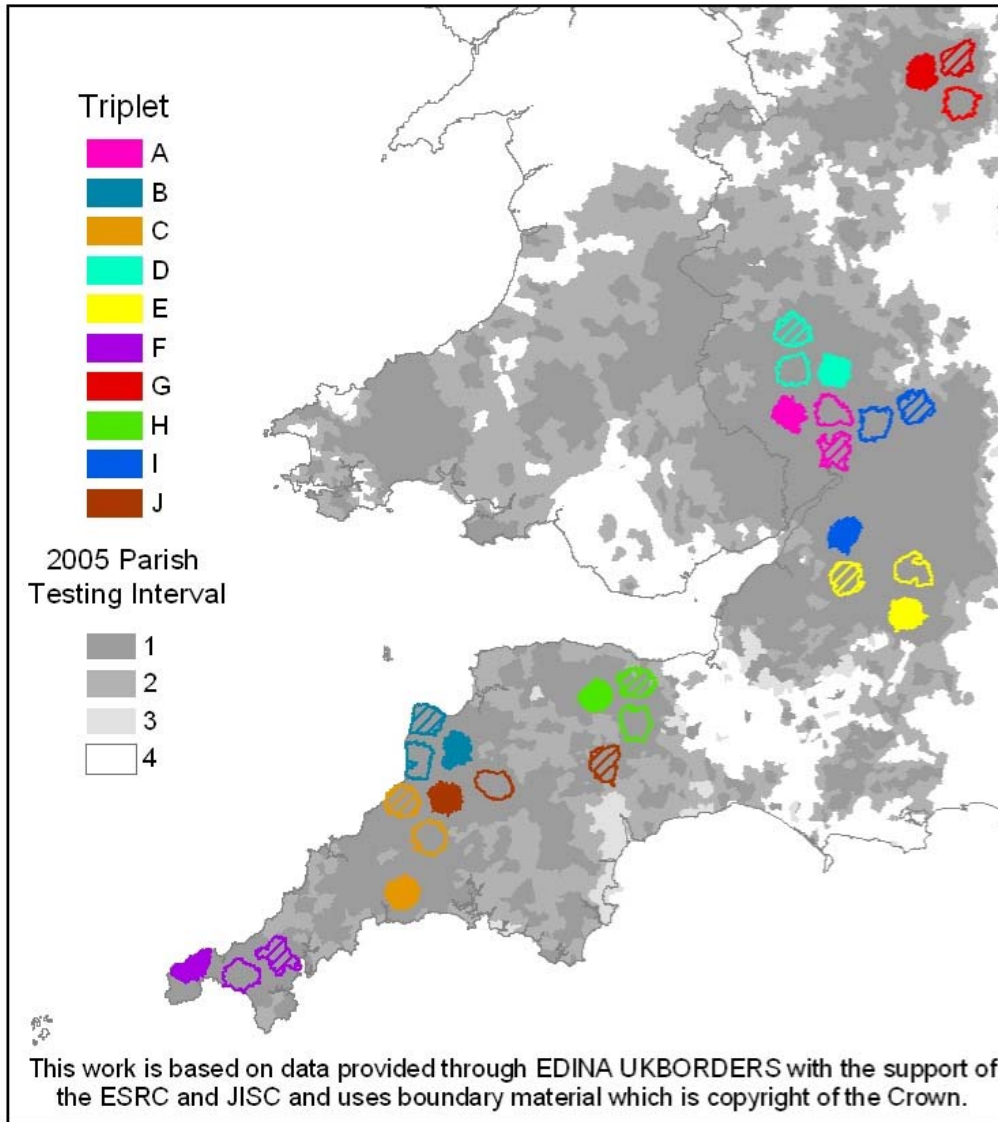 Triplet
A
B
C
D
E
F
G
H
I
J
2005 Parish
Testing Interval
1
2
3
4
This work is based on data provided through EDINA UKBORDERS with the support of
the ESRC and JISC and uses boundary material which is copyright of the Crown.